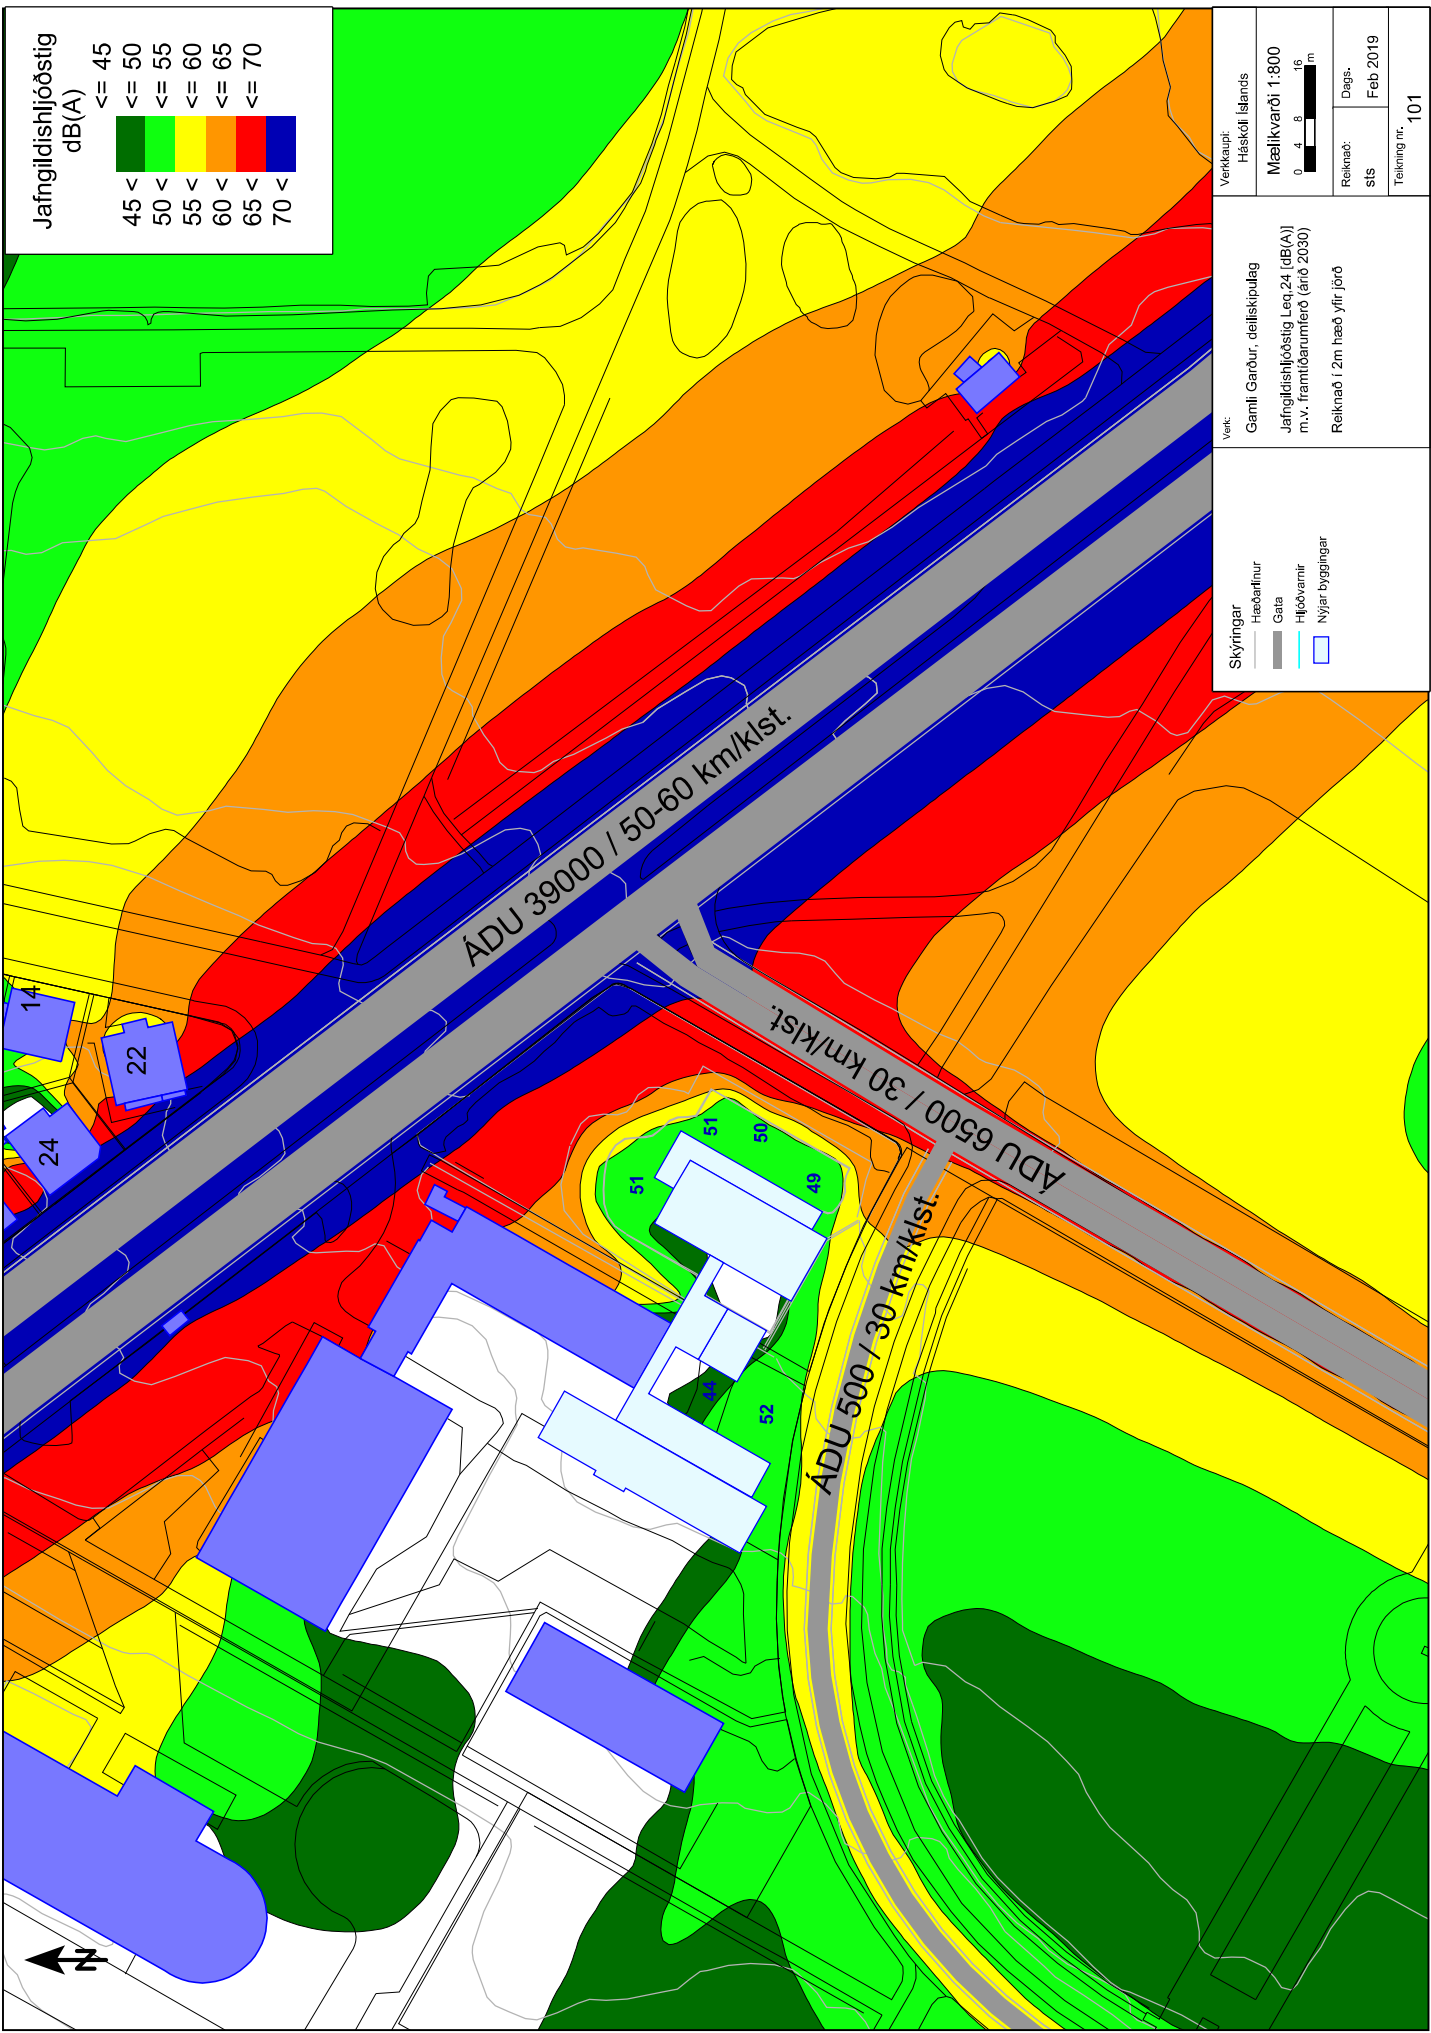 Jafngildishljóðstig
dB(A)
<= 45
45 < <= 50
50 < <= 55
55 < <= 60
60 < <= 65
65 < <= 70
70 <
14
22
24
ÁDU 39000 / 50-60 km/klst.
ÁDU 6500 / 30 km/klst.
ÁDU 500 / 30 km/klst.
51
51
50
49
44
52
N
Skýringar
Hæðarlínur
Gata
Hljóðvarnir
Nýjar byggingar
Verk:
Gamli Garður, deiliskipulag
Jafngildishljóðstig Leq,24 [dB(A)]
m.v. framtíðarumferð (árið 2030)
Reiknað í 2m hæð yfir jörð
Verkkaupi:
Háskóli Íslands
Mælikvarði 1:800
0 4 8 16
m
Reiknað:
sts
Dags.
Feb 2019
Teikning nr.
101